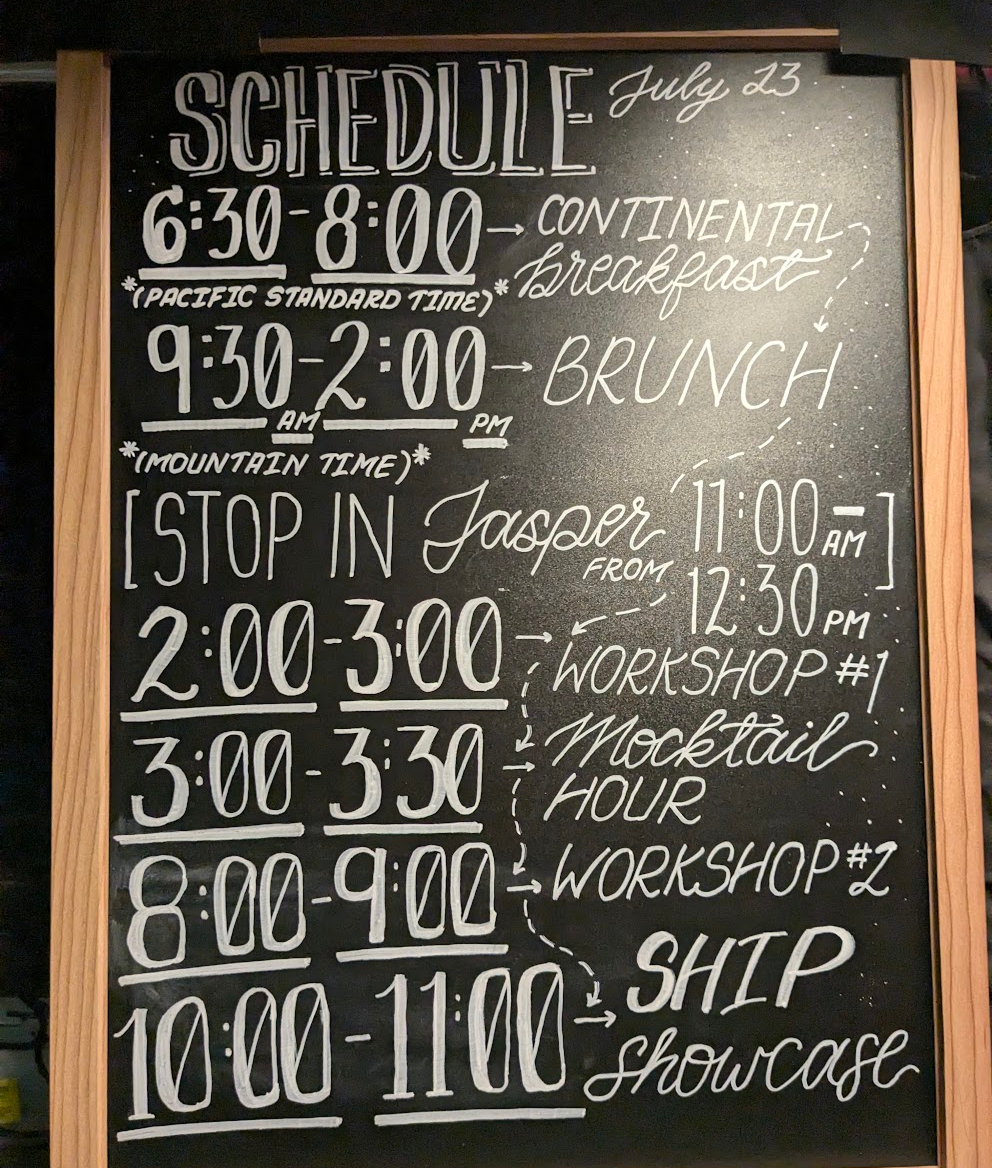 SCHEDULE July 23
6:30-8:00 → CONTINENTAL
breakfast
*(PACIFIC STANDARD TIME)*
9:30 AM - 2:00 PM → BRUNCH
*(MOUNTAIN TIME)*
[STOP IN Jasper FROM 11:00 AM –
12:30 PM]
2:00-3:00 → WORKSHOP #1
3:00-3:30 → Mocktail
HOUR
8:00-9:00 → WORKSHOP #2
10:00-11:00 → SHIP
showcase